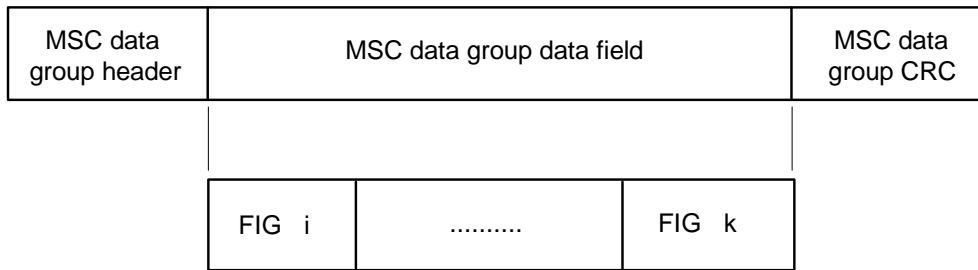 MSC data
group header
MSC data group data field
MSC data
group CRC
FIG i
..........
FIG k